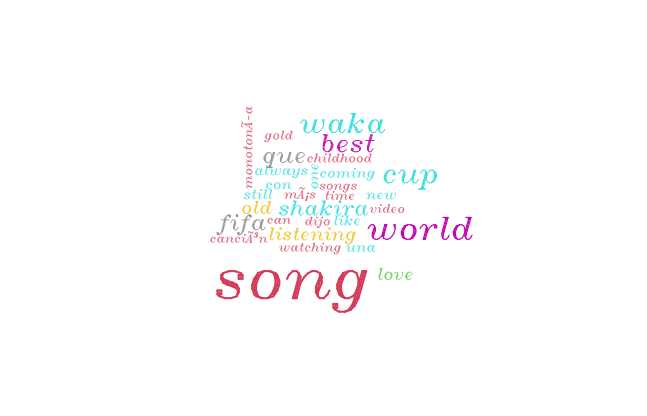 monotonÃ-a
gold
waka
best
que
childhood
always
one
coming
cup
con
songs
still
mÃ¡s
time
new
old
shakira
video
fifa
can
dijo
like
world
canciÃ³n
listening
watching
una
song
love